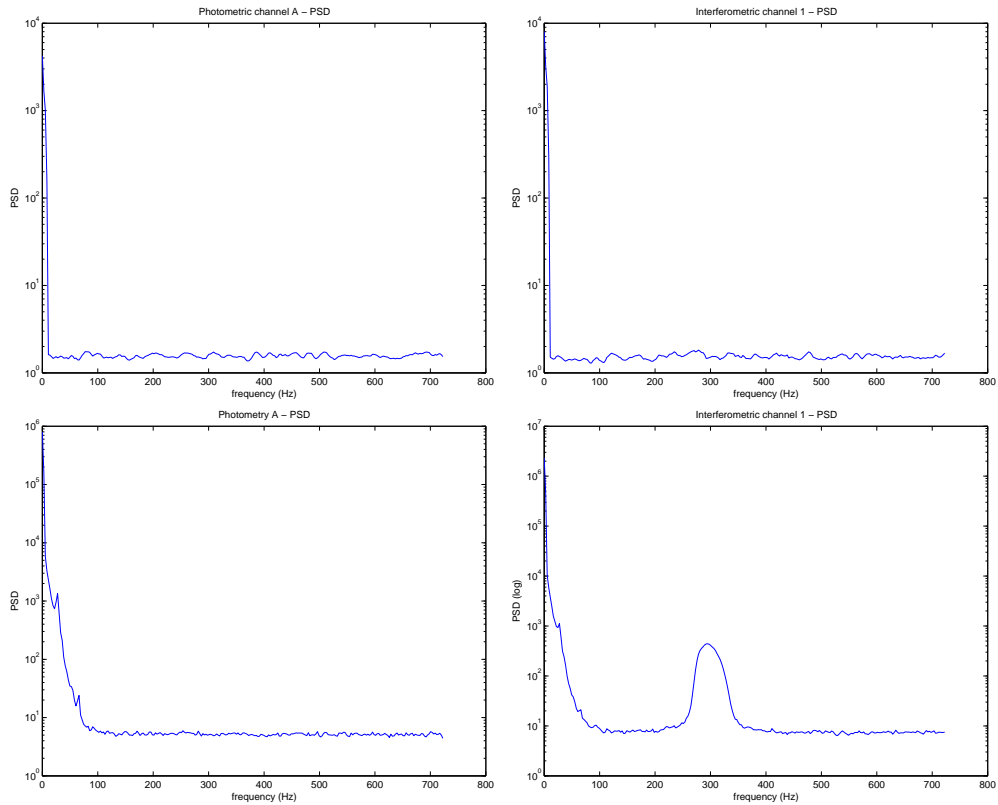 Photometric channel A − PSD
10^4
10^3
10^2
10^1
10^0
PSD
0 100 200 300 400 500 600 700 800
frequency (Hz)
Interferometric channel 1 − PSD
10^4
10^3
10^2
10^1
10^0
PSD
0 100 200 300 400 500 600 700 800
frequency (Hz)
Photometry A − PSD
10^6
10^5
10^4
10^3
10^2
10^1
10^0
PSD
0 100 200 300 400 500 600 700 800
frequency (Hz)
Interferometric channel 1 − PSD
10^7
10^6
10^5
10^4
10^3
10^2
10^1
10^0
PSD (log)
0 100 200 300 400 500 600 700 800
frequency (Hz)